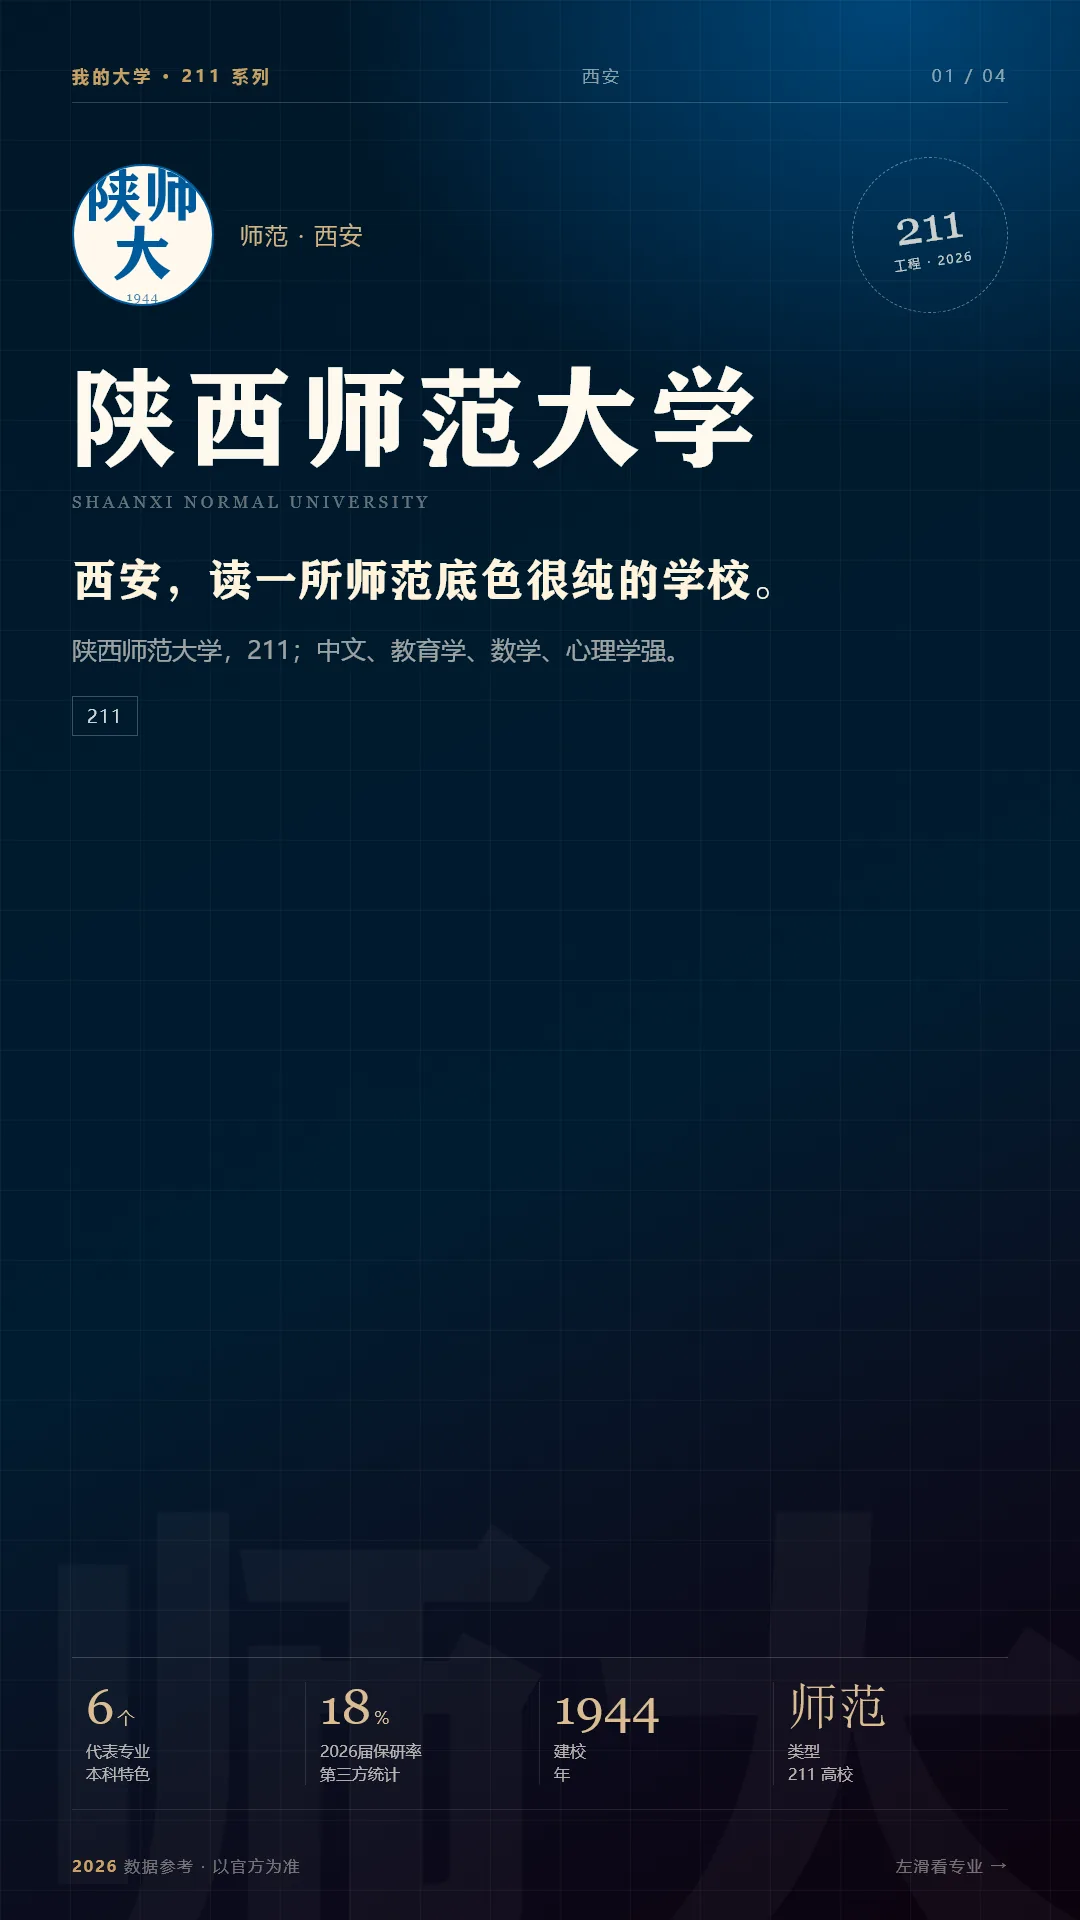 我的大学 · 211 系列
西安
01 / 04
陕师
大
1944
师范 · 西安
211
工程 · 2026
陕西师范大学
SHAANXI NORMAL UNIVERSITY
西安，读一所师范底色很纯的学校。
陕西师范大学，211；中文、教育学、数学、心理学强。
211
师大
6个
代表专业
本科特色
18%
2026届保研率
第三方统计
1944
建校
年
师范
类型
211 高校
2026 数据参考 · 以官方为准
左滑看专业 →